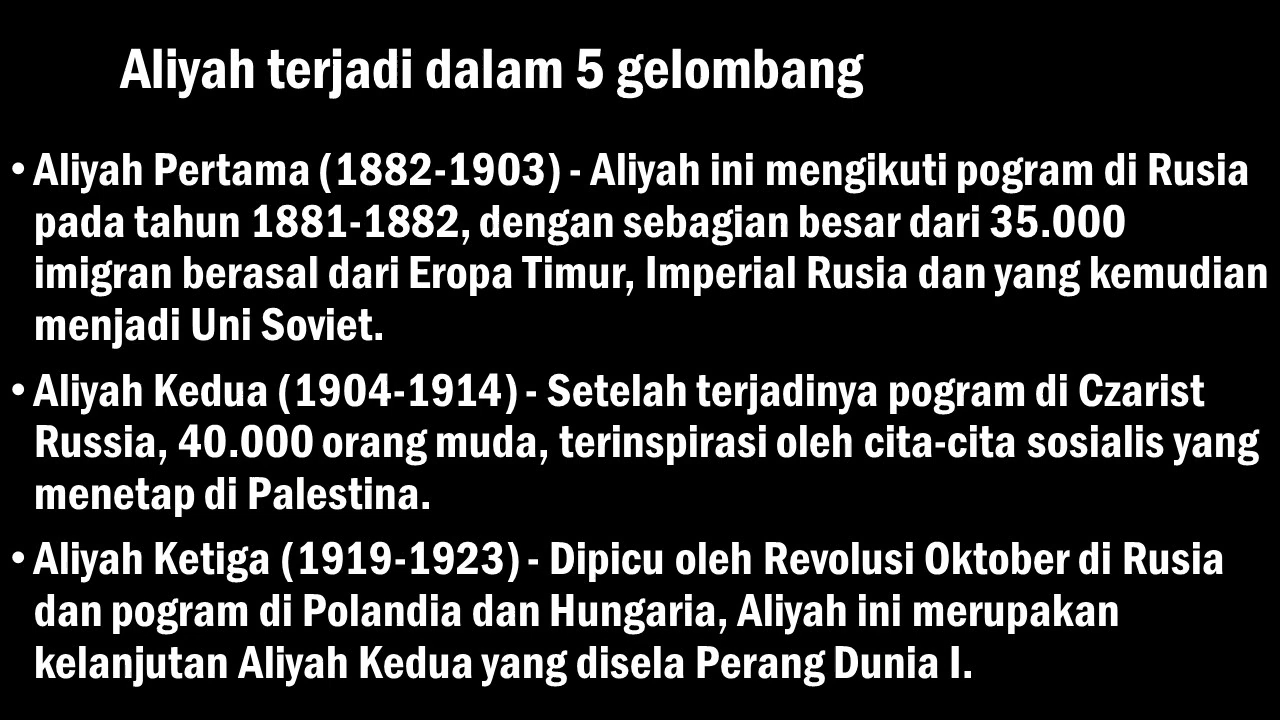 Aliyah terjadi dalam 5 gelombang
• Aliyah Pertama (1882-1903) - Aliyah ini mengikuti pogram di Rusia
pada tahun 1881-1882, dengan sebagian besar dari 35.000
imigran berasal dari Eropa Timur, Imperial Rusia dan yang kemudian
menjadi Uni Soviet.
• Aliyah Kedua (1904-1914) - Setelah terjadinya pogram di Czarist
Russia, 40.000 orang muda, terinspirasi oleh cita-cita sosialis yang
menetap di Palestina.
• Aliyah Ketiga (1919-1923) - Dipicu oleh Revolusi Oktober di Rusia
dan pogram di Polandia dan Hungaria, Aliyah ini merupakan
kelanjutan Aliyah Kedua yang disela Perang Dunia I.